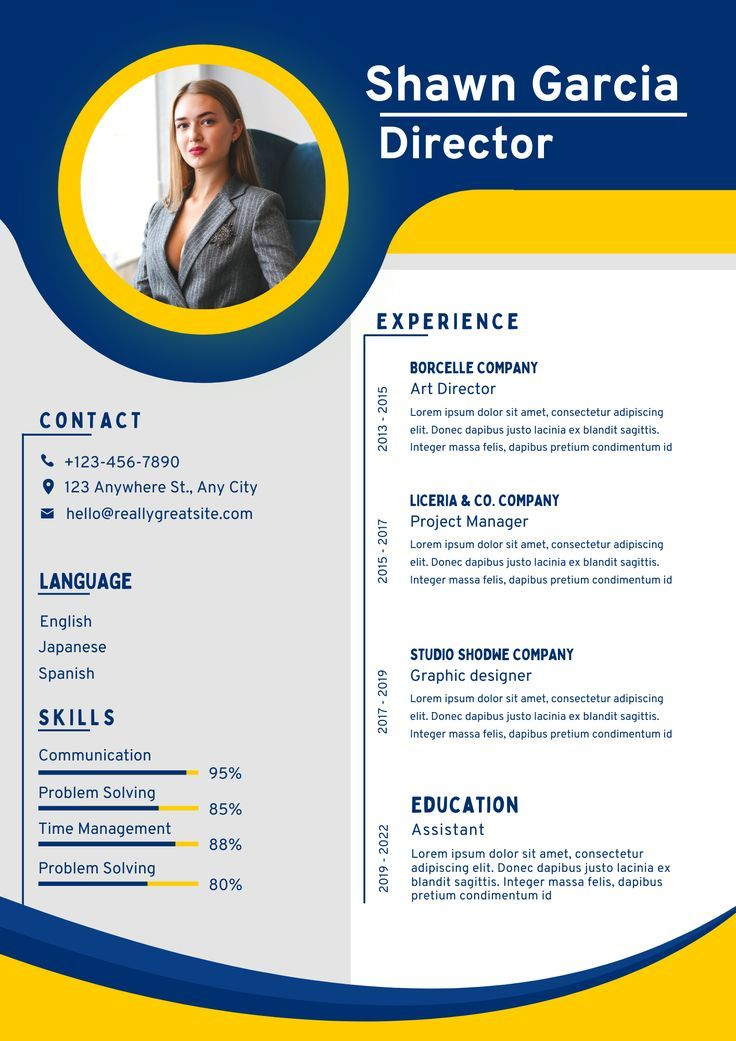 Shawn Garcia
Director
CONTACT
+123-456-7890
123 Anywhere St., Any City
hello@reallygreatsite.com
LANGUAGE
English
Japanese
Spanish
SKILLS
Communication
95%
Problem Solving
85%
Time Management
88%
Problem Solving
80%
EXPERIENCE
2013 - 2015
BORCELLE COMPANY
Art Director
Lorem ipsum dolor sit amet, consectetur adipiscing
elit. Donec dapibus justo lacinia ex blandit sagittis.
Integer massa felis, dapibus pretium condimentum id
2015 - 2017
LICERIA & CO. COMPANY
Project Manager
Lorem ipsum dolor sit amet, consectetur adipiscing
elit. Donec dapibus justo lacinia ex blandit sagittis.
Integer massa felis, dapibus pretium condimentum id
2017 - 2019
STUDIO SHODWE COMPANY
Graphic designer
Lorem ipsum dolor sit amet, consectetur adipiscing
elit. Donec dapibus justo lacinia ex blandit sagittis.
Integer massa felis, dapibus pretium condimentum id
2019 - 2022
EDUCATION
Assistant
Lorem ipsum dolor sit amet, consectetur
adipiscing elit. Donec dapibus justo lacinia ex
blandit sagittis. Integer massa felis, dapibus
pretium condimentum id